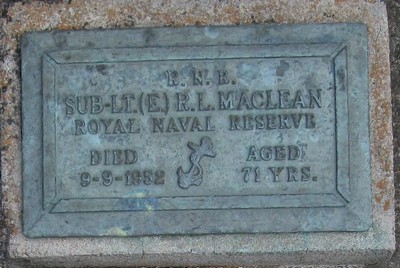 R. N. R.
SUB-LT. (E.) R. L. MACLEAN
ROYAL NAVAL RESERVE
DIED AGED
9-9-1952 71 YRS.